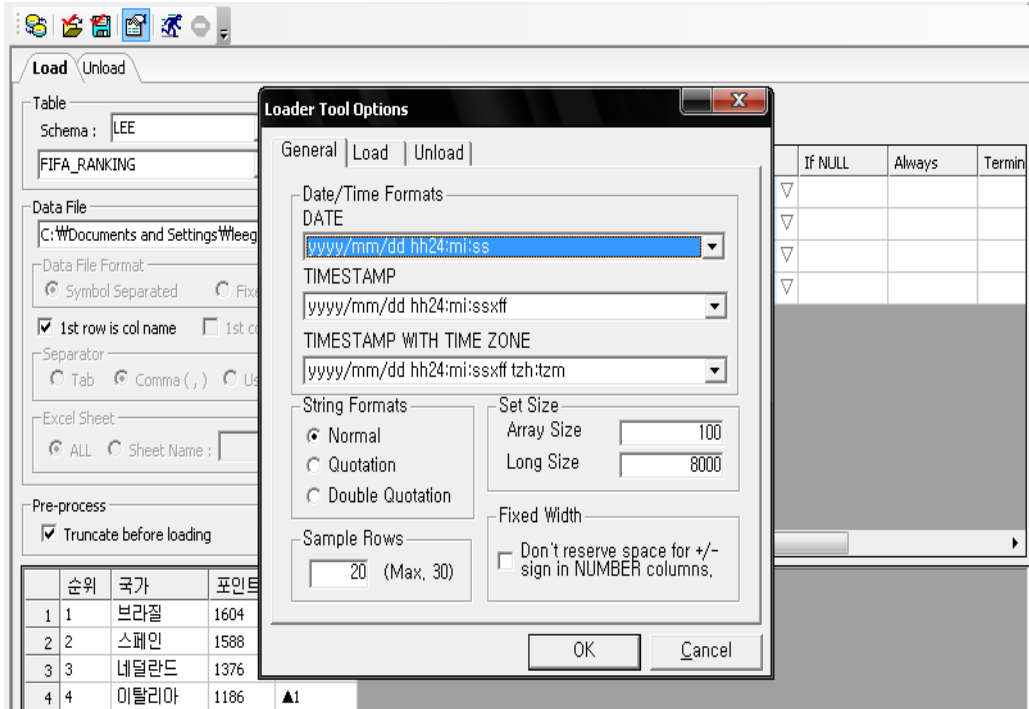 Load Unload
Table
Schema : LEE
FIFA_RANKING
Data File
C:₩Documents and Settings₩leeg
Data File Format
Symbol Separated
1st row is col name 1st
Separator
Tab Comma ( , )
Excel Sheet
ALL Sheet Name :
Pre-process
Truncate before loading
Loader Tool Options
General Load Unload
Date/Time Formats
DATE
yyyy/mm/dd hh24:mi:ss
TIMESTAMP
yyyy/mm/dd hh24:mi:ssxff
TIMESTAMP WITH TIME ZONE
yyyy/mm/dd hh24:mi:ssxff tzh:tzm
String Formats
Normal
Quotation
Double Quotation
Set Size
Array Size 100
Long Size 8000
Sample Rows
20 (Max, 30)
Fixed Width
Don't reserve space for +/-
sign in NUMBER columns,
OK Cancel
If NULL Always Termin
순위 국가 포인트
1 1 브라질 1604
2 2 스페인 1588
3 3 네덜란드 1376
4 4 이탈리아 1186 ▲1